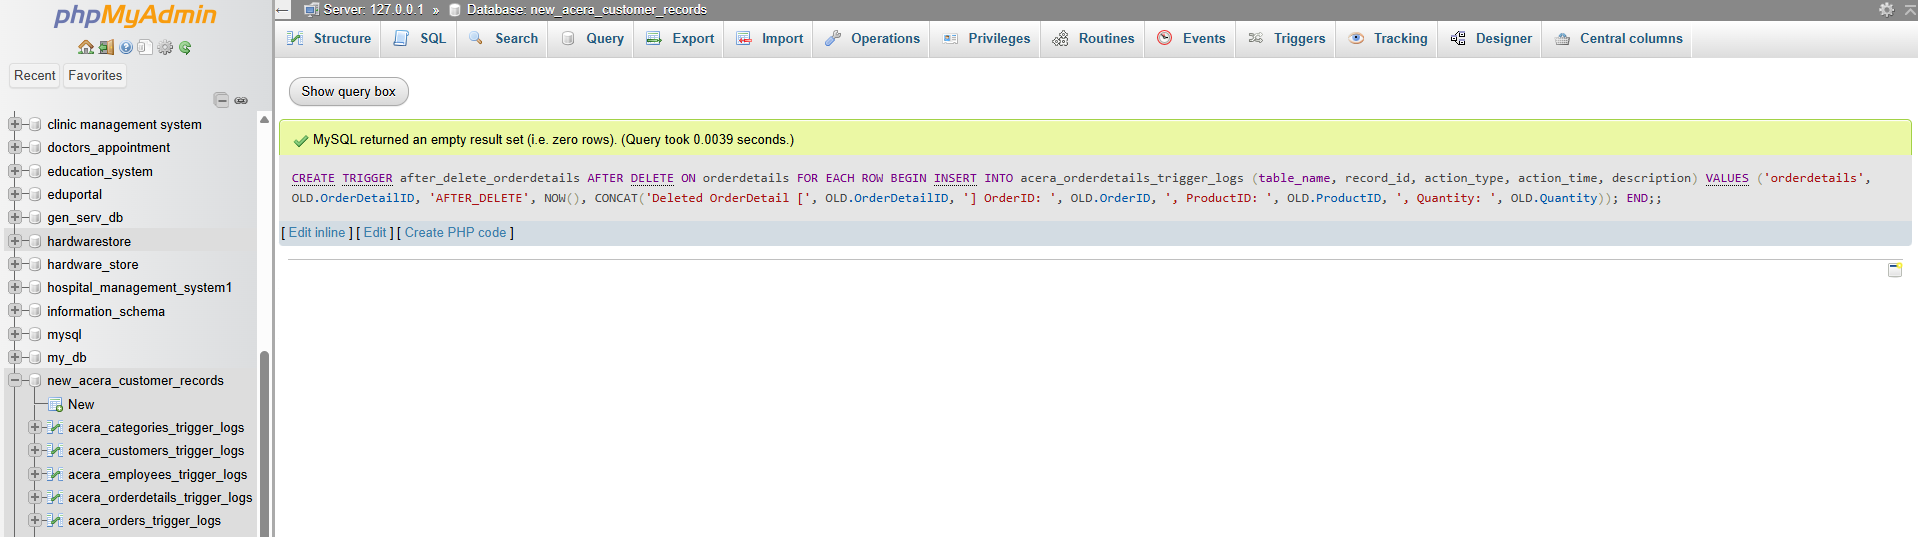 phpMyAdmin
Recent Favorites
clinic management system
doctors_appointment
education_system
eduportal
gen_serv_db
hardwarestore
hardware_store
hospital_management_system1
information_schema
mysql
my_db
new_acera_customer_records
New
acera_categories_trigger_logs
acera_customers_trigger_logs
acera_employees_trigger_logs
acera_orderdetails_trigger_logs
acera_orders_trigger_logs
Server: 127.0.0.1 » Database: new_acera_customer_records
Structure SQL Search Query Export Import Operations Privileges Routines Events Triggers Tracking Designer Central columns
Show query box
MySQL returned an empty result set (i.e. zero rows). (Query took 0.0039 seconds.)
CREATE TRIGGER after_delete_orderdetails AFTER DELETE ON orderdetails FOR EACH ROW BEGIN INSERT INTO acera_orderdetails_trigger_logs (table_name, record_id, action_type, action_time, description) VALUES ('orderdetails',
OLD.OrderDetailID, 'AFTER_DELETE', NOW(), CONCAT('Deleted OrderDetail [', OLD.OrderDetailID, '] OrderID: ', OLD.OrderID, ', ProductID: ', OLD.ProductID, ', Quantity: ', OLD.Quantity)); END;;
[ Edit inline ] [ Edit ] [ Create PHP code ]